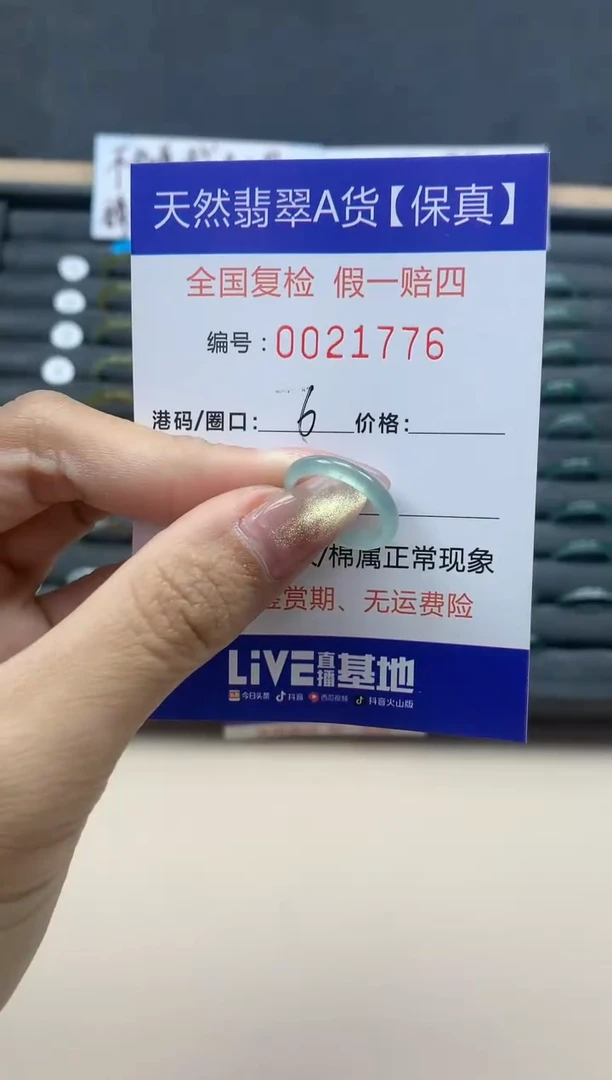 天然翡翠A货【保真】
全国复检 假一赔四
编号：0021776
港码/圈口：6 价格：
/棉属正常现象
赏期、无运费险
LiVE直播基地
今日头条 抖音 西瓜视频 抖音火山版